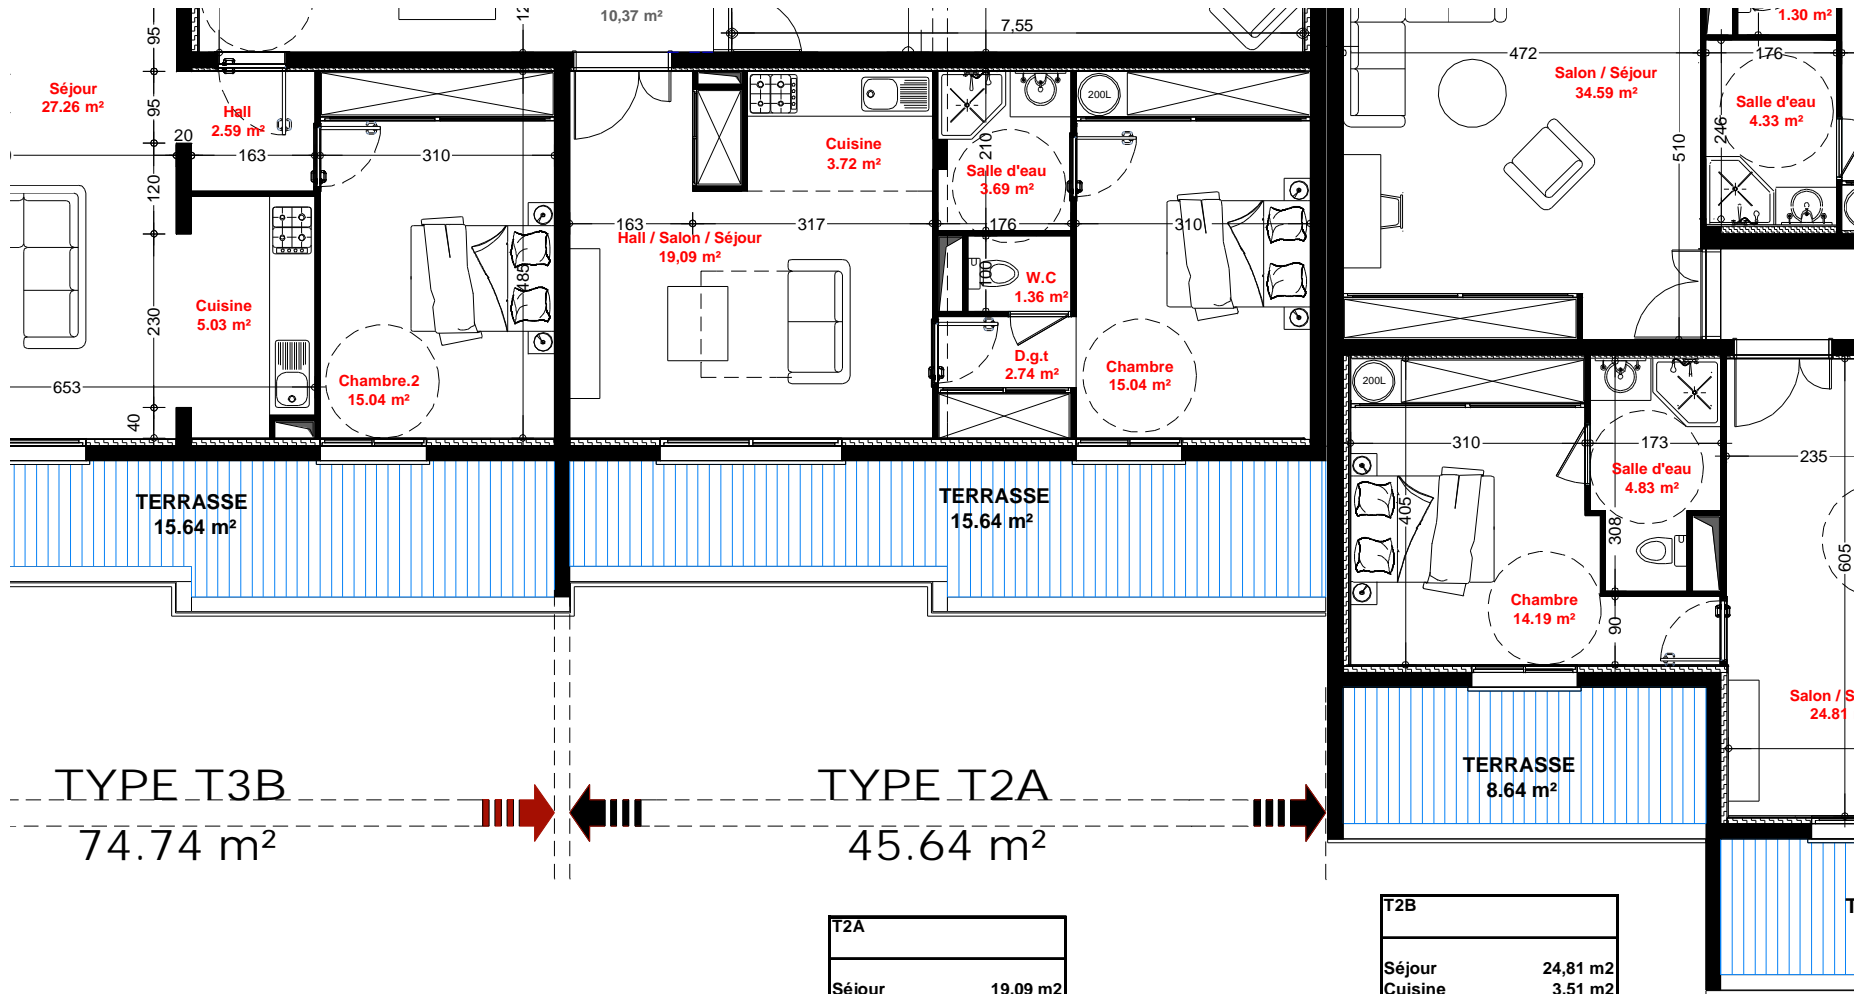 10,37 m²
12
7,55
95
472
176
1.30 m²
Séjour
27.26 m²
95
Hall
2.59 m²
20
163
310
120
Cuisine
3.72 m²
210
Salle d'eau
3.69 m²
176
200L
310
163
317
Hall / Salon / Séjour
19,09 m²
Salon / Séjour
34.59 m²
510
246
Salle d'eau
4.33 m²
485
100
W.C
1.36 m²
Cuisine
5.03 m²
230
653
40
Chambre.2
15.04 m²
D.g.t
2.74 m²
Chambre
15.04 m²
200L
310
173
235
405
Salle d'eau
4.83 m²
308
605
Chambre
14.19 m²
90
TERRASSE
15.64 m²
TERRASSE
15.64 m²
Salon / S
24.81
TERRASSE
8.64 m²
TYPE T3B
74.74 m²
TYPE T2A
45.64 m²
T2A
Séjour 19.09 m2
T2B
Séjour 24,81 m2
Cuisine 3.51 m2
T